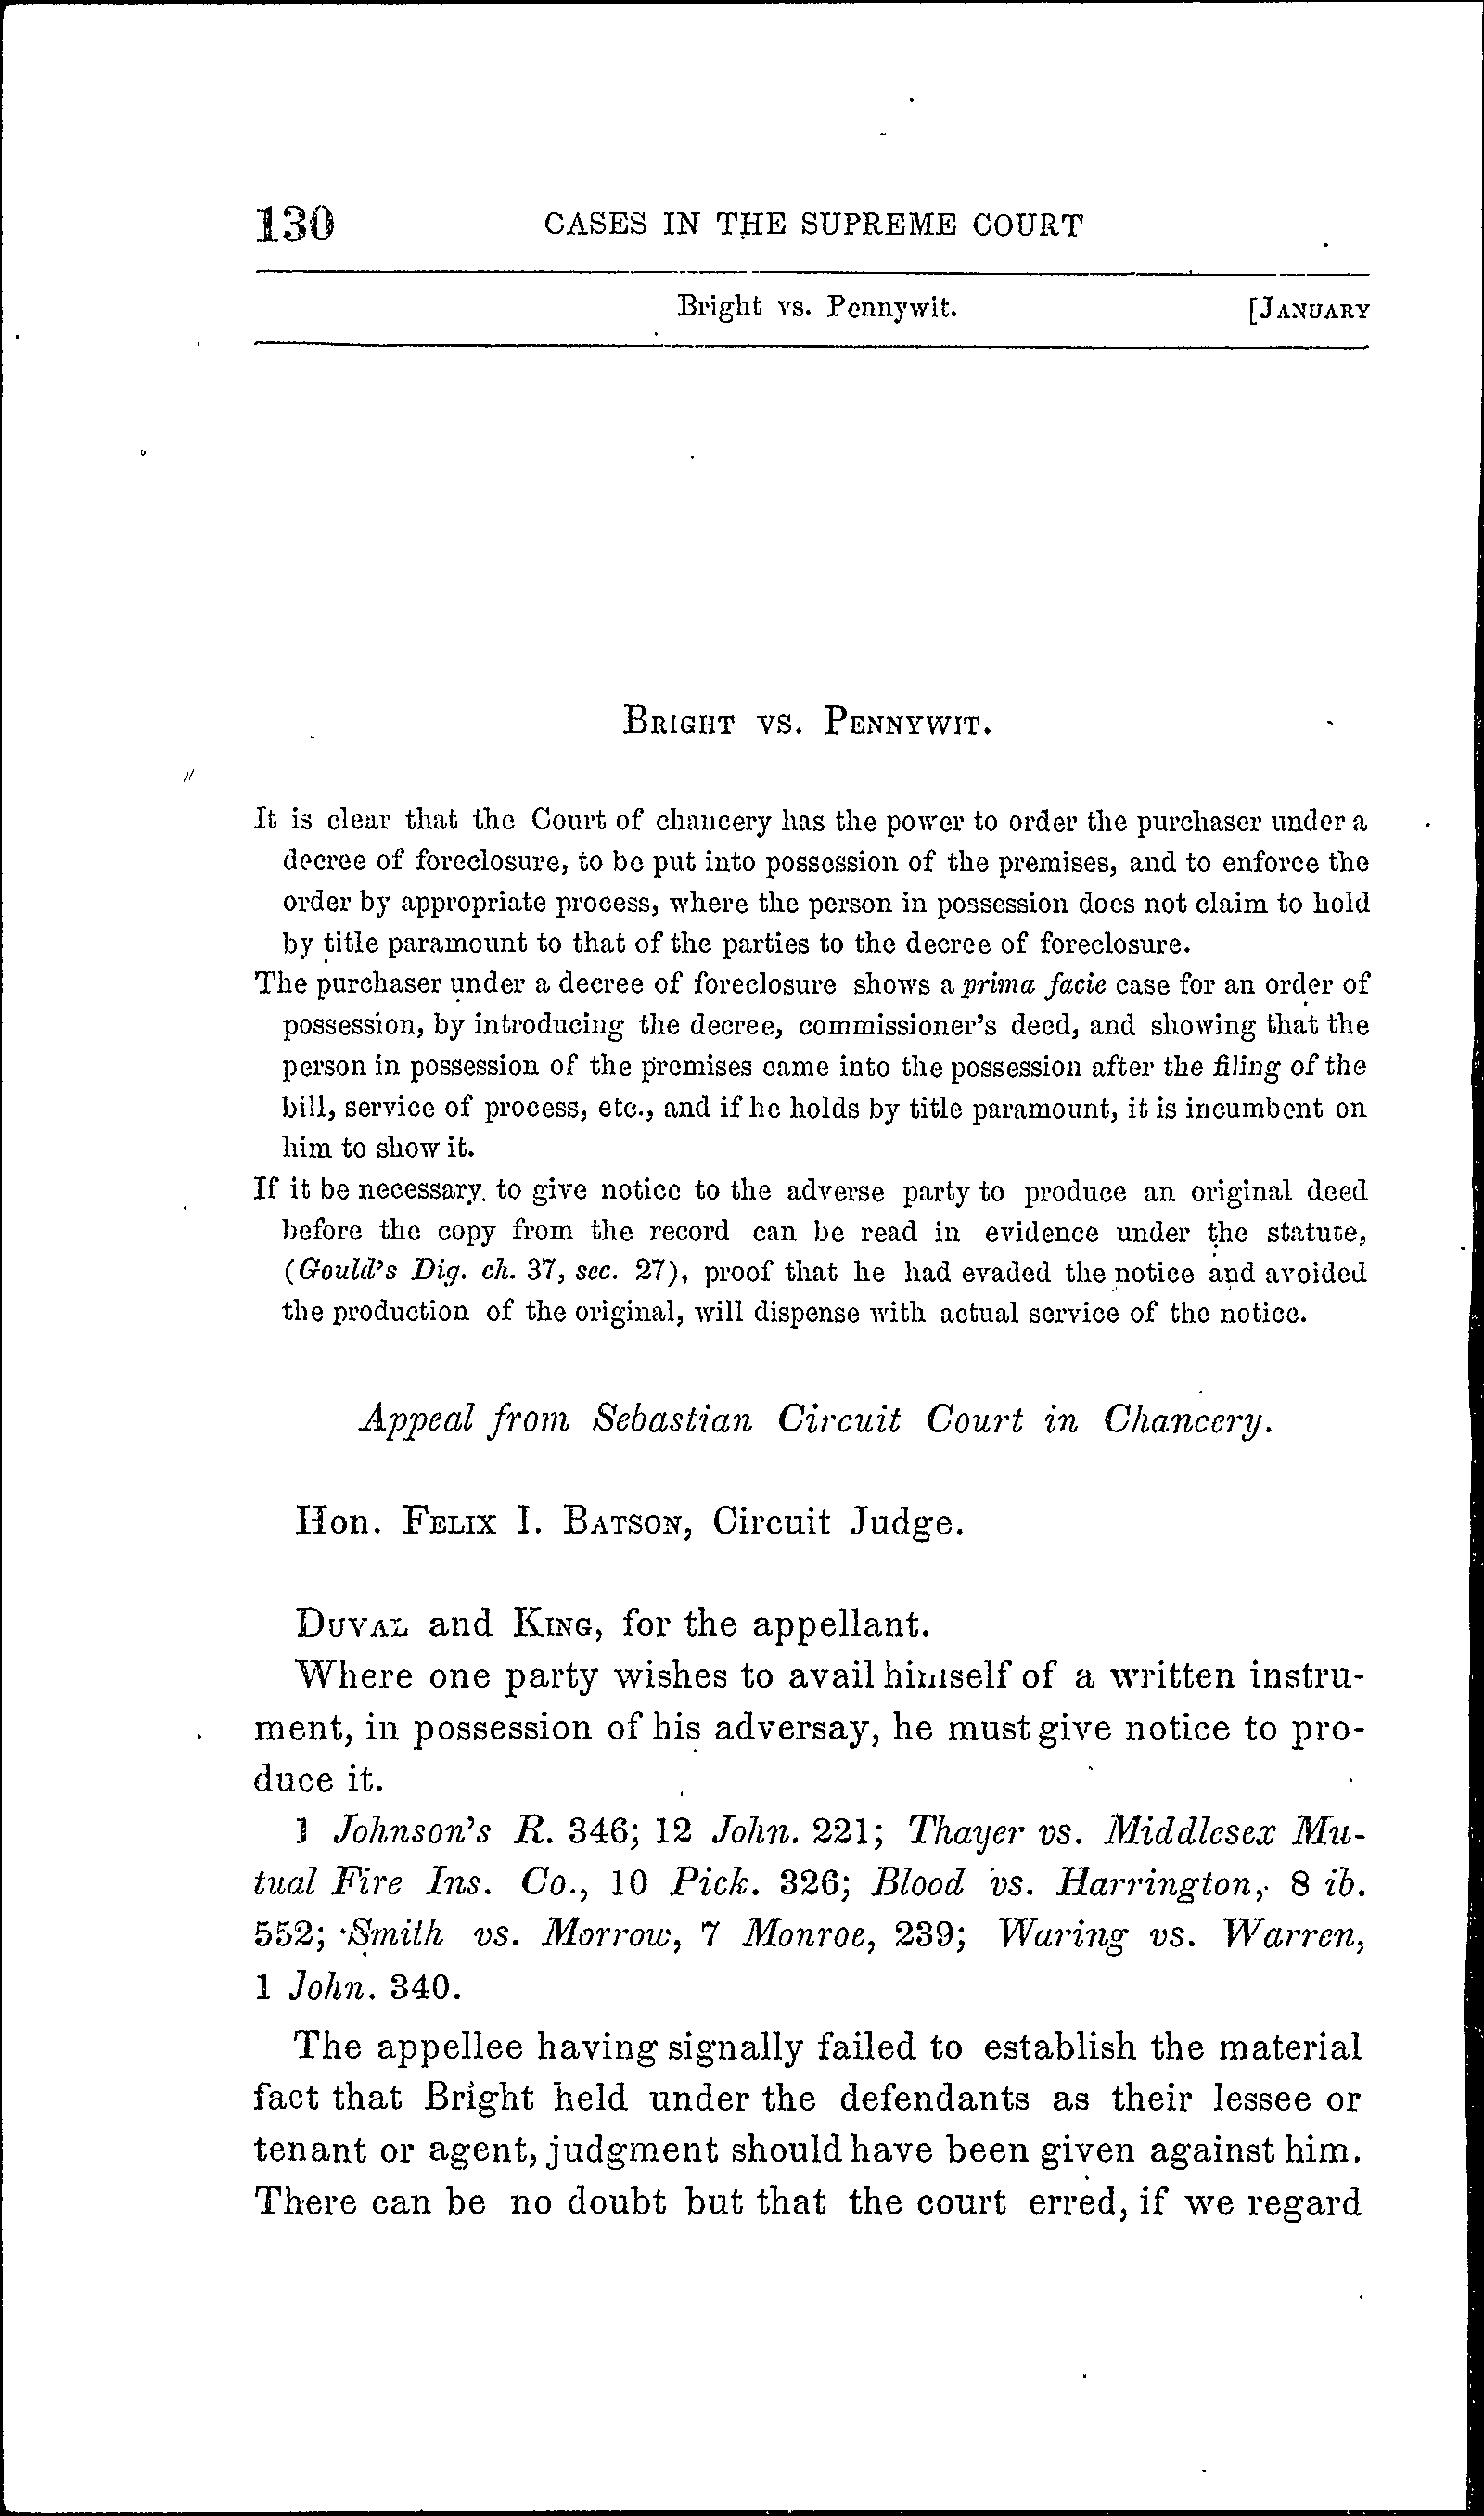 130 CASES IN THE SUPREME COURT
Bright vs. Pennywit. [JANUARY
BRIGHT VS. PENNYWIT.
It is clear that the Court of chancery has the power to order the purchaser under a
decree of foreclosure, to be put into possession of the premises, and to enforce the
order by appropriate process, where the person in possession does not claim to hold
by title paramount to that of the parties to the decree of foreclosure.
The purchaser under a decree of foreclosure shows a prima facie case for an order of
possession, by introducing the decree, commissioner's deed, and showing that the
person in possession of the premises came into the possession after the filing of the
bill, service of process, etc., and if he holds by title paramount, it is incumbent on
him to show it.
If it be necessary. to give notice to the adverse party to produce an original deed
before the copy from the record can be read in evidence under the statute,
(Gould's Dig. ch. 37, sec. 27), proof that he had evaded the notice and avoided
the production of the original, will dispense with actual service of the notice.
Appeal from Sebastian Circuit Court in Chancery.
Hon. FELIX I. BATSON, Circuit Judge.
DUVAL and KING, for the appellant.
Where one party wishes to avail himself of a written instru-
ment, in possession of his adversay, he must give notice to pro-
duce it.
1 Johnson's R. 346; 12 John. 221; Thayer vs. Middlesex Mu-
tual Fire Ins. Co., 10 Pick. 326; Blood vs. Harrington, 8 ib.
552; Smith vs. Morrow, 7 Monroe, 239; Waring vs. Warren,
1 John. 340.
The appellee having signally failed to establish the material
fact that Bright held under the defendants as their lessee or
tenant or agent, judgment should have been given against him.
There can be no doubt but that the court erred, if we regard